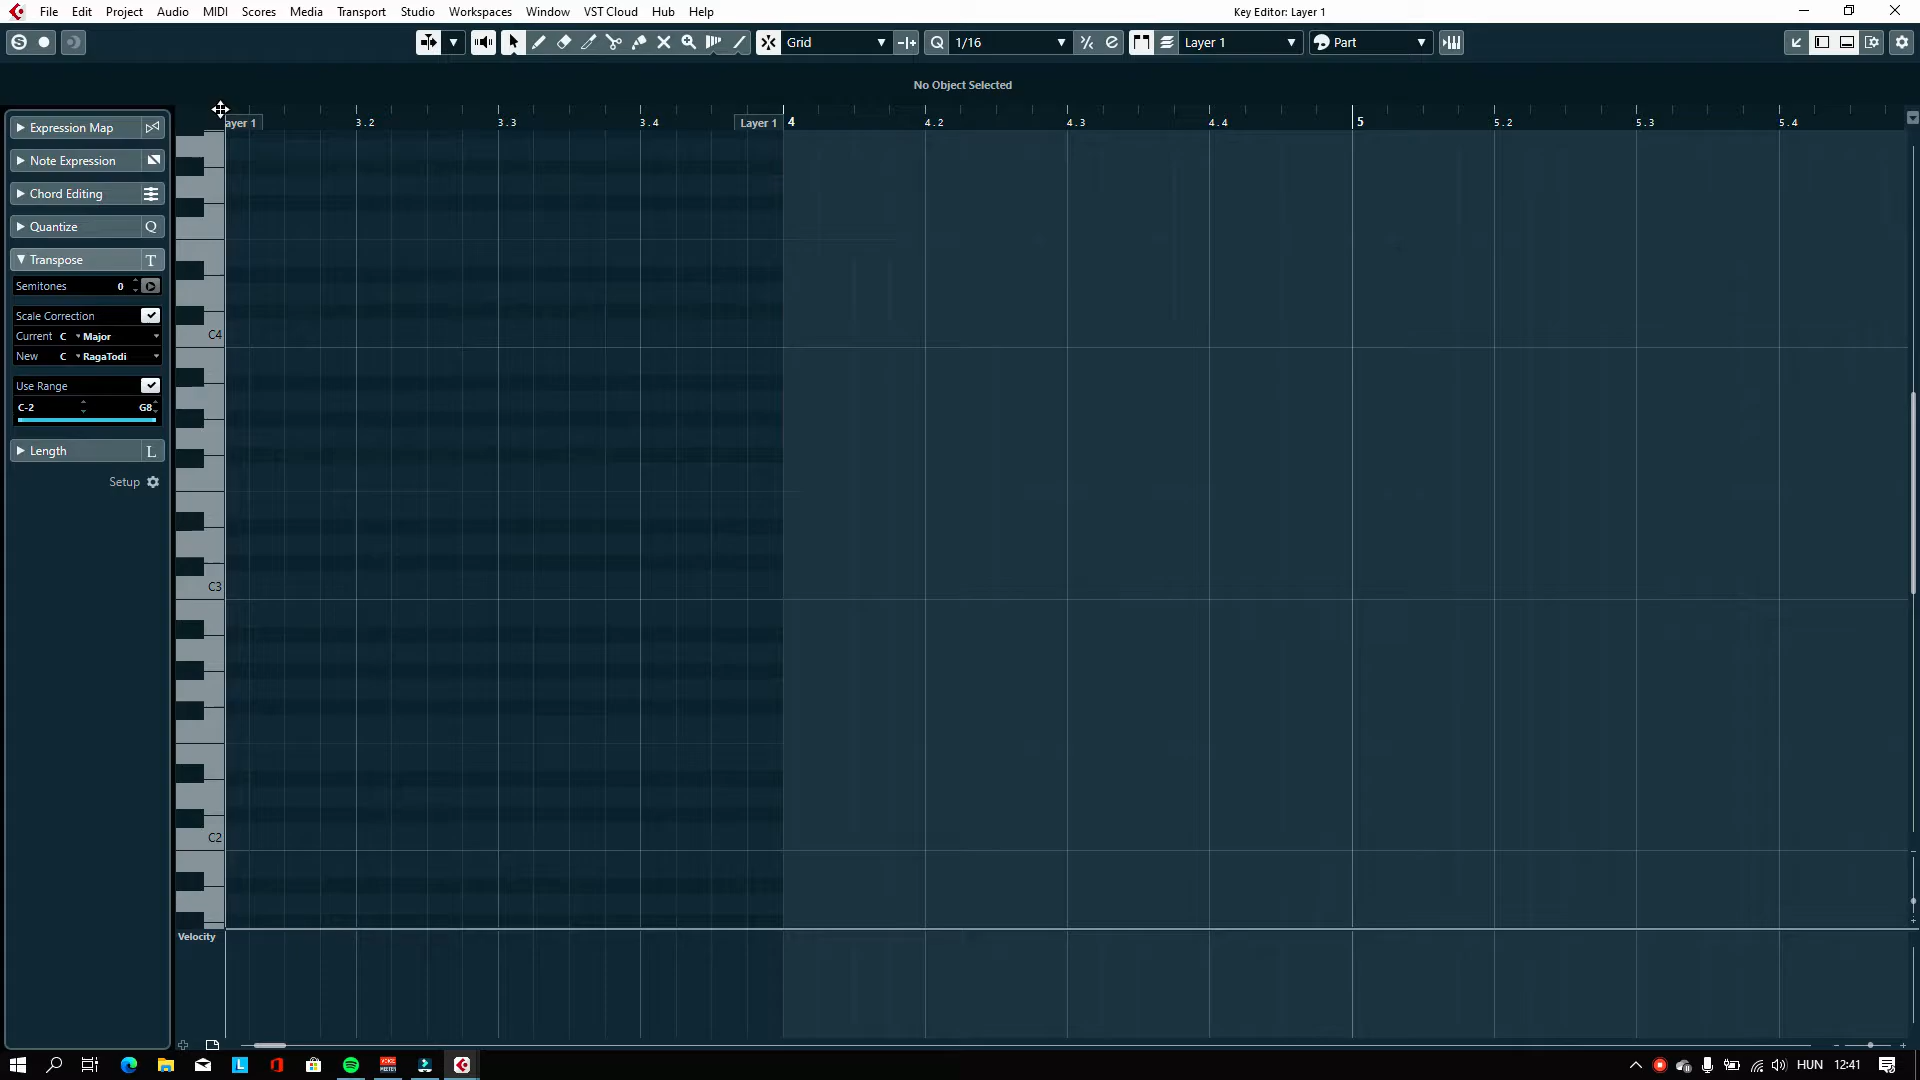 File Edit Project Audio MIDI Scores Media Transport Studio Workspaces Window VST Cloud Hub Help
Key Editor: Layer 1
Grid
1/16
Layer 1
Part
No Object Selected
ayer 1
3.2
3.3
3.4
Layer 1
4
4.2
4.3
4.4
5
5.2
5.3
5.4
Expression Map
Note Expression
Chord Editing
Quantize Q
Transpose T
Semitones 0
Scale Correction
Current C Major
New C RagaTodi
Use Range
C-2 G8
Length L
Setup
C4
C3
C2
Velocity
HUN 12:41